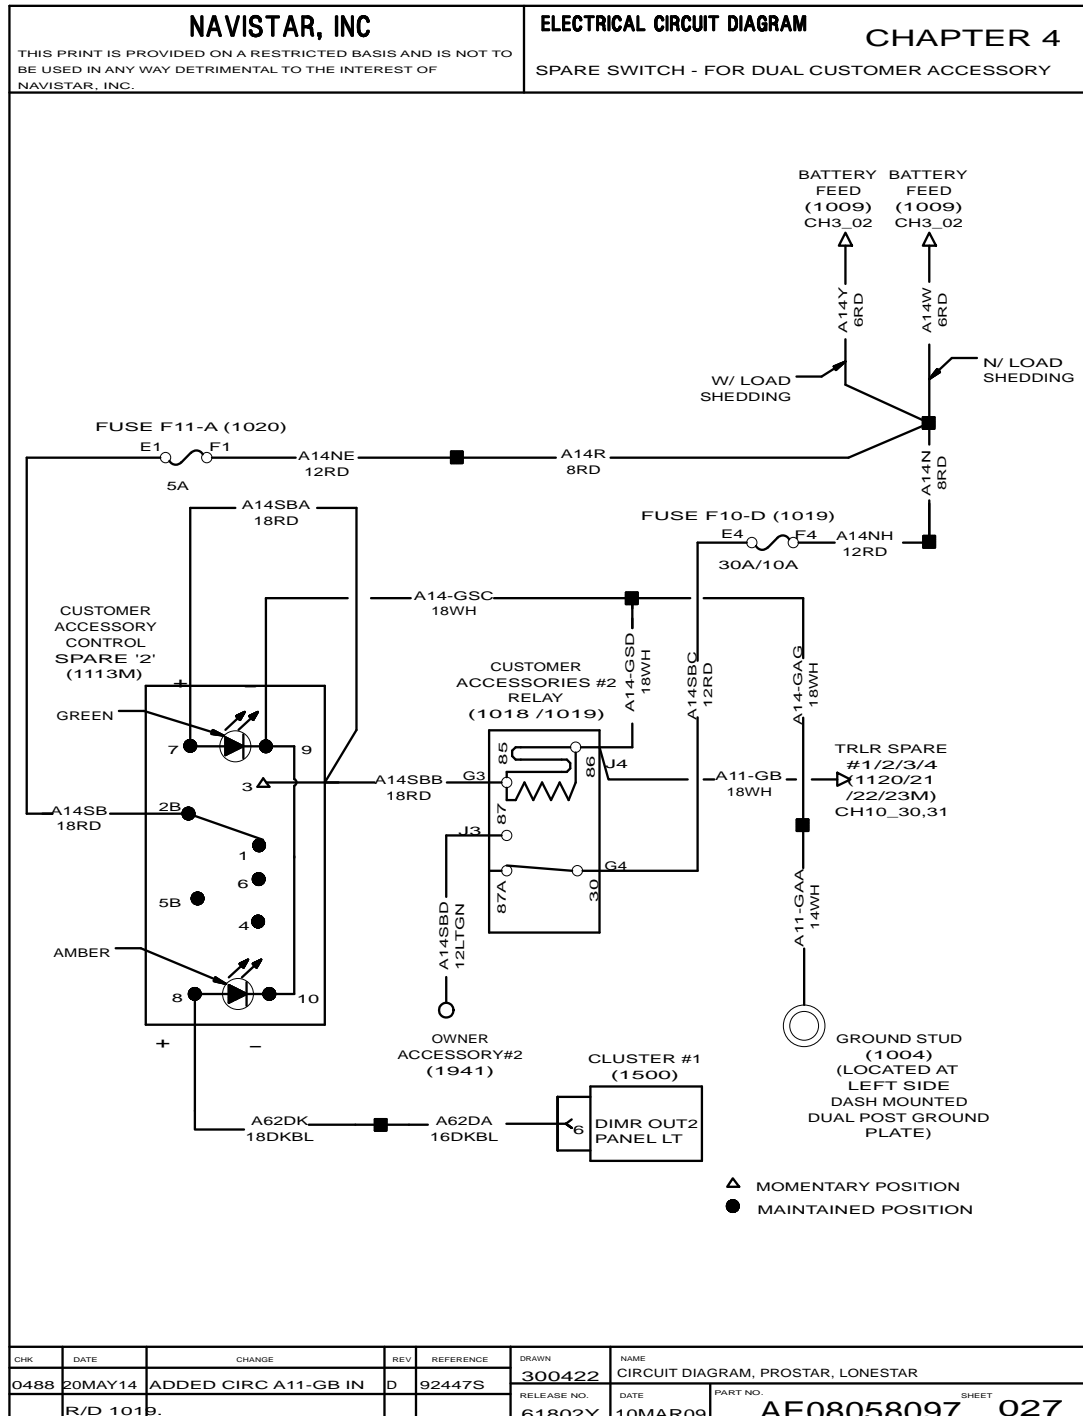 NAVISTAR, INC
THIS PRINT IS PROVIDED ON A RESTRICTED BASIS AND IS NOT TO
BE USED IN ANY WAY DETRIMENTAL TO THE INTEREST OF
NAVISTAR, INC.
ELECTRICAL CIRCUIT DIAGRAM
CHAPTER 4
SPARE SWITCH - FOR DUAL CUSTOMER ACCESSORY
BATTERY
FEED
(1009)
CH3_02
BATTERY
FEED
(1009)
CH3_02
A14Y
6RD
A14W
6RD
W/ LOAD
SHEDDING
N/ LOAD
SHEDDING
FUSE F11-A (1020)
E1
F1
5A
A14NE
12RD
A14R
8RD
A14N
8RD
A14SBA
18RD
FUSE F10-D (1019)
E4
F4
30A/10A
A14NH
12RD
A14-GSC
18WH
CUSTOMER
ACCESSORY
CONTROL
SPARE '2'
(1113M)
A14-GSD
18WH
A14SBC
12RD
A14-GAG
18WH
CUSTOMER
ACCESSORIES #2
RELAY
(1018 /1019)
+
–
GREEN
7
9
3
A14SBB
18RD
G3
85
86
J4
A11-GB
18WH
TRLR SPARE
#1/2/3/4
(1120/21
/22/23M)
CH10_30,31
A14SB
18RD
2B
1
6
5B
4
J3
87
87A
30
G4
A14SBD
12LTGN
A11-GAA
14WH
AMBER
8
10
+
–
OWNER
ACCESSORY#2
(1941)
CLUSTER #1
(1500)
GROUND STUD
(1004)
(LOCATED AT
LEFT SIDE
DASH MOUNTED
DUAL POST GROUND
PLATE)
A62DK
18DKBL
A62DA
16DKBL
6
DIMR OUT2
PANEL LT
MOMENTARY POSITION
MAINTAINED POSITION
CHK DATE CHANGE REV REFERENCE
0488 20MAY14 ADDED CIRC A11-GB IN D 92447S
R/D 1019.
DRAWN
300422
NAME
CIRCUIT DIAGRAM, PROSTAR, LONESTAR
RELEASE NO.
61802Y
DATE
10MAR09
PART NO.
AE08058097
SHEET
027